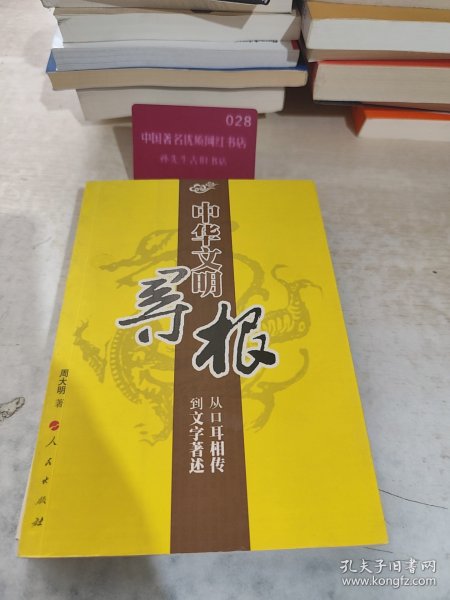 028
中国著名优质网红书店
中华文明
寻根
从口耳相传
到文字著述
周大明 著
人民出版社
孔夫子旧书网
www.kongfz.com